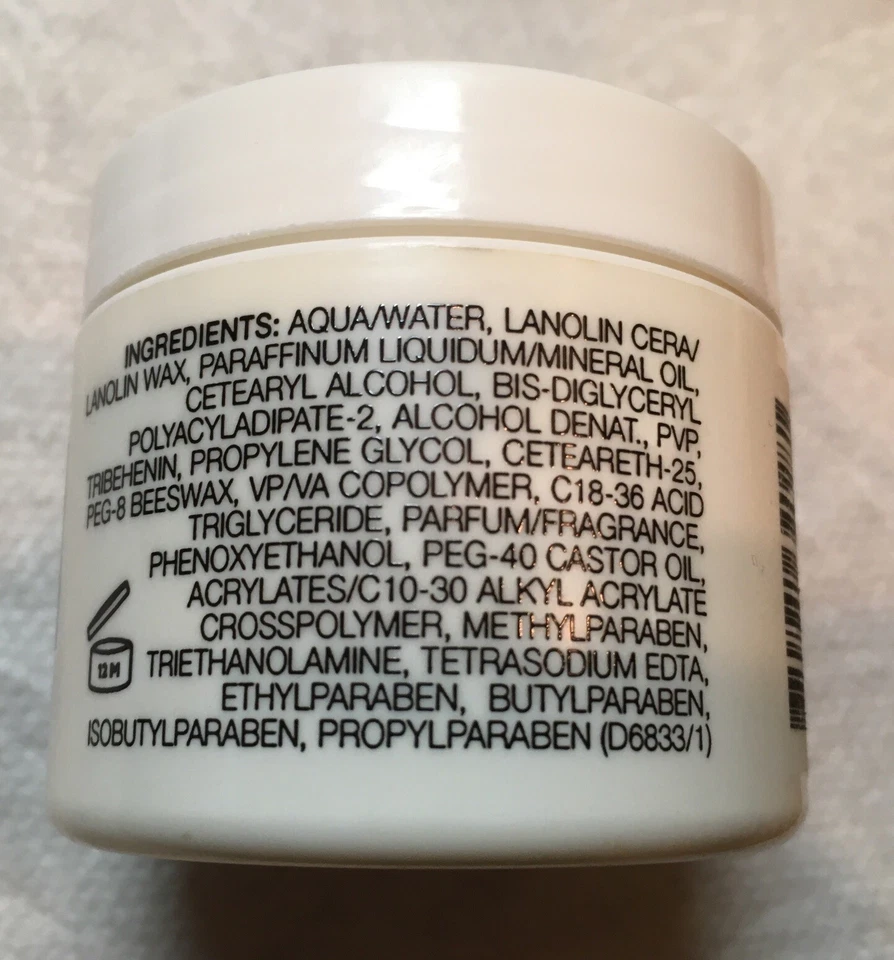 INGREDIENTS: AQUA/WATER, LANOLIN CERA/
LANOLIN WAX, PARAFFINUM LIQUIDUM/MINERAL OIL,
CETEARYL ALCOHOL, BIS-DIGLYCERYL
POLYACYLADIPATE-2, ALCOHOL DENAT., PVP,
TRIBEHENIN, PROPYLENE GLYCOL, CETEARETH-25,
PEG-8 BEESWAX, VP/VA COPOLYMER, C18-36 ACID
TRIGLYCERIDE, PARFUM/FRAGRANCE,
PHENOXYETHANOL, PEG-40 CASTOR OIL,
ACRYLATES/C10-30 ALKYL ACRYLATE
CROSSPOLYMER, METHYLPARABEN,
TRIETHANOLAMINE, TETRASODIUM EDTA,
ETHYLPARABEN, BUTYLPARABEN,
ISOBUTYLPARABEN, PROPYLPARABEN (D6833/1)
12 M